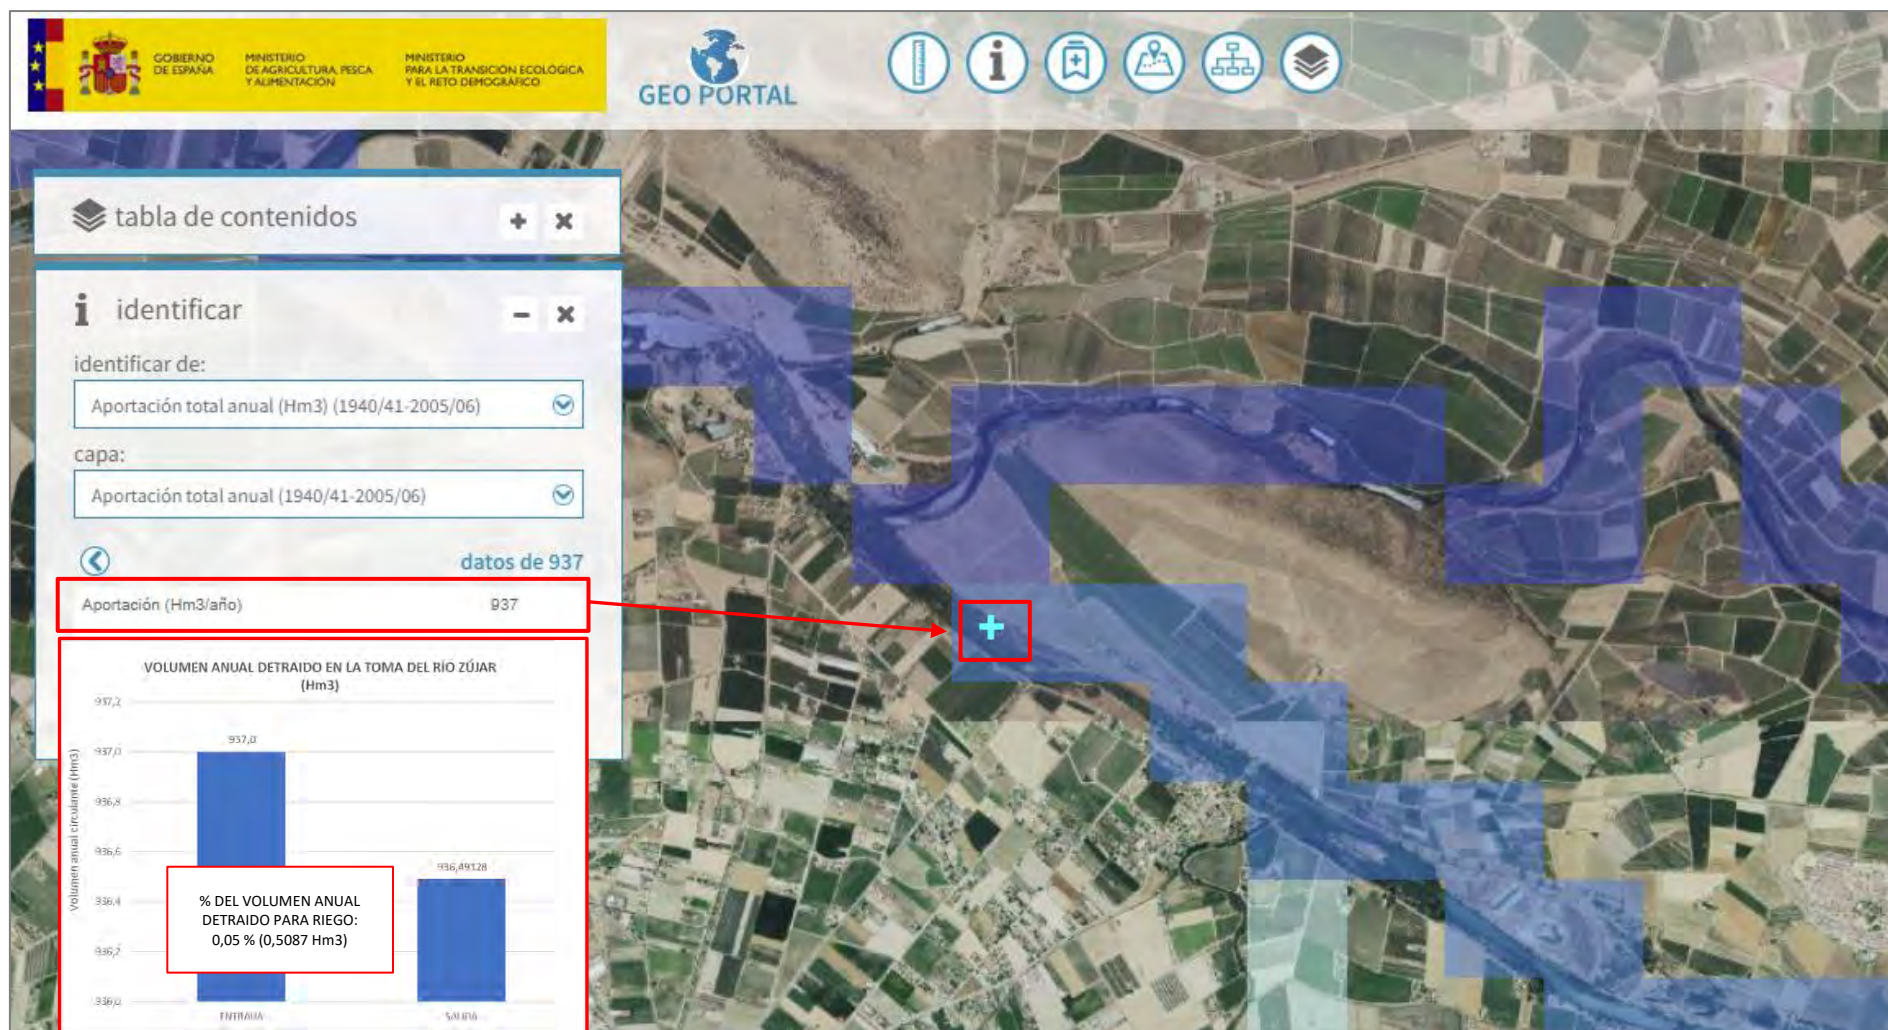 GOBIERNO
DE ESPAÑA
MINISTERIO
DE AGRICULTURA, PESCA
Y ALIMENTACIÓN
MINISTERIO
PARA LA TRANSICIÓN ECOLÓGICA
Y EL RETO DEMOGRÁFICO
GEO PORTAL
tabla de contenidos
identificar
identificar de:
Aportación total anual (Hm3) (1940/41-2005/06)
capa:
Aportación total anual (1940/41-2005/06)
datos de 937
Aportación (Hm3/año) 937
VOLUMEN ANUAL DETRAIDO EN LA TOMA DEL RÍO ZÚJAR
(Hm3)
Volumen anual circulante (Hm3)
937,2
937,0
936,8
936,6
936,4
936,2
936,0
937,0
936,49128
% DEL VOLUMEN ANUAL
DETRAIDO PARA RIEGO:
0,05 % (0,5087 Hm3)
ENTRADA
SALIDA